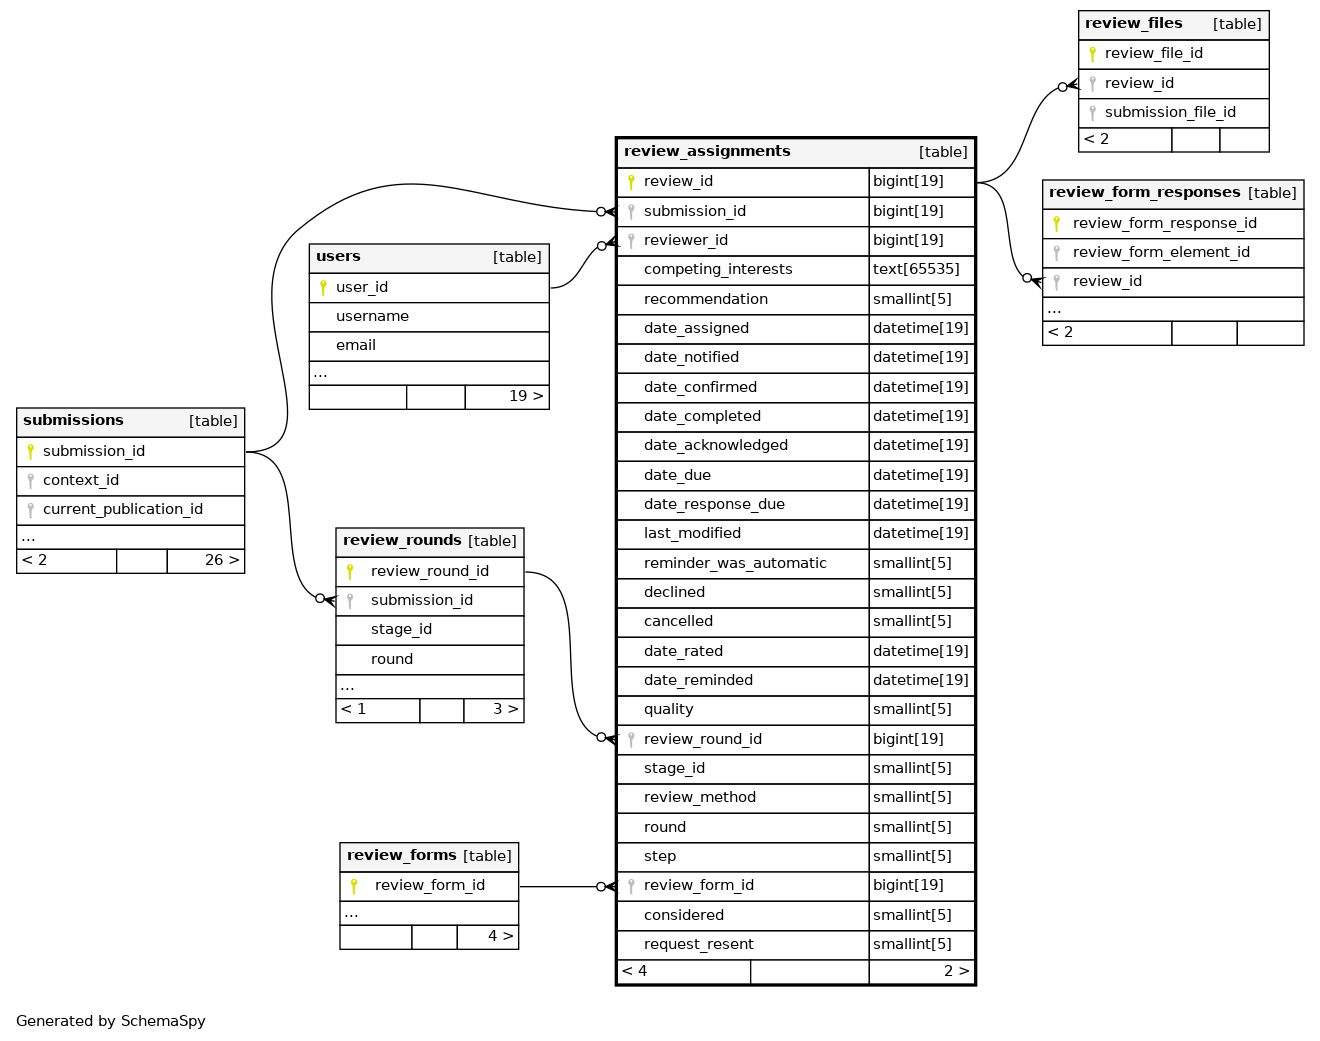 review_files [table]
review_file_id
review_id
submission_file_id
< 2
review_assignments [table]
review_id bigint[19]
submission_id bigint[19]
reviewer_id bigint[19]
competing_interests text[65535]
recommendation smallint[5]
date_assigned datetime[19]
date_notified datetime[19]
date_confirmed datetime[19]
date_completed datetime[19]
date_acknowledged datetime[19]
date_due datetime[19]
date_response_due datetime[19]
last_modified datetime[19]
reminder_was_automatic smallint[5]
declined smallint[5]
cancelled smallint[5]
date_rated datetime[19]
date_reminded datetime[19]
quality smallint[5]
review_round_id bigint[19]
stage_id smallint[5]
review_method smallint[5]
round smallint[5]
step smallint[5]
review_form_id bigint[19]
considered smallint[5]
request_resent smallint[5]
< 4 2 >
review_form_responses [table]
review_form_response_id
review_form_element_id
review_id
...
< 2
users [table]
user_id
username
email
...
19 >
submissions [table]
submission_id
context_id
current_publication_id
...
< 2 26 >
review_rounds [table]
review_round_id
submission_id
stage_id
round
...
< 1 3 >
review_forms [table]
review_form_id
...
4 >
Generated by SchemaSpy